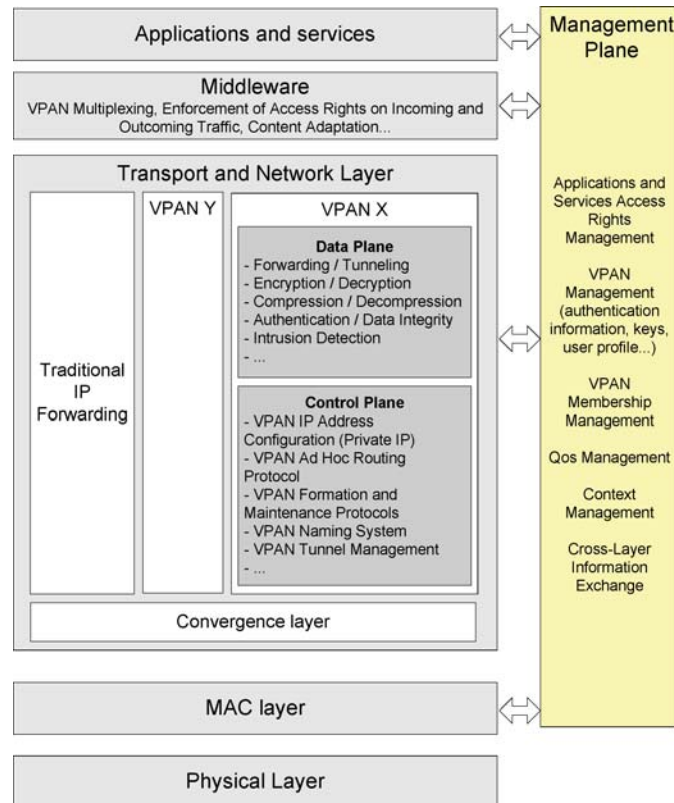 Applications and services
Middleware
VPAN Multiplexing, Enforcement of Access Rights on Incoming and
Outcoming Traffic, Content Adaptation...
Transport and Network Layer
Traditional
IP
Forwarding
VPAN Y
VPAN X
Data Plane
- Forwarding / Tunneling
- Encryption / Decryption
- Compression / Decompression
- Authentication / Data Integrity
- Intrusion Detection
- ...
Control Plane
- VPAN IP Address
Configuration (Private IP)
- VPAN Ad Hoc Routing
Protocol
- VPAN Formation and
Maintenance Protocols
- VPAN Naming System
- VPAN Tunnel Management
- ...
Convergence layer
MAC layer
Physical Layer
Management
Plane
Applications and
Services Access
Rights
Management
VPAN
Management
(authentication
information, keys,
user profile...)
VPAN
Membership
Management
Qos Management
Context
Management
Cross-Layer
Information
Exchange